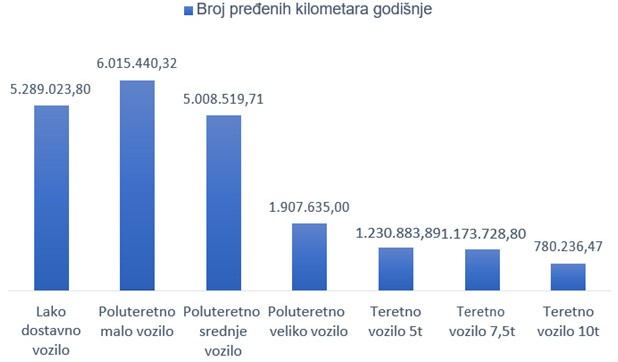 Broj pređenih kilometara godišnje
6.015.440,32
5.289.023,80
5.008.519,71
1.907.635,00
1.230.883,89
1.173.728,80
780.236,47
Lako dostavno vozilo
Poluteretno malo vozilo
Poluteretno srednje vozilo
Poluteretno veliko vozilo
Teretno vozilo 5t
Teretno vozilo 7,5t
Teretno vozilo 10t